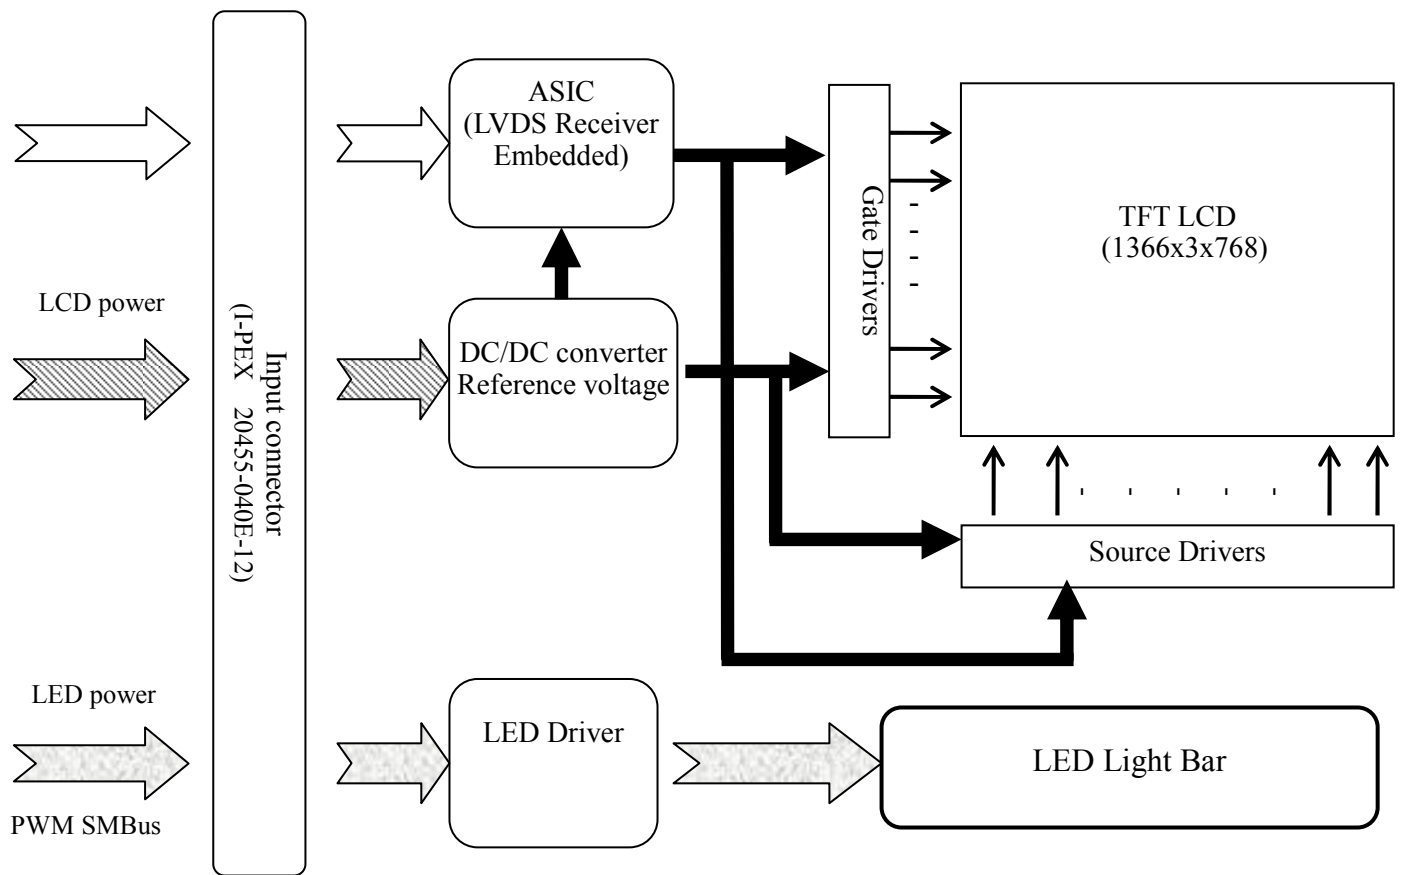 ASIC
(LVDS Receiver
Embedded)
Gate Drivers
TFT LCD
(1366x3x768)
LCD power
Input connector
(I-PEX 20455-040E-12)
DC/DC converter
Reference voltage
Source Drivers
LED power
LED Driver
LED Light Bar
PWM SMBus